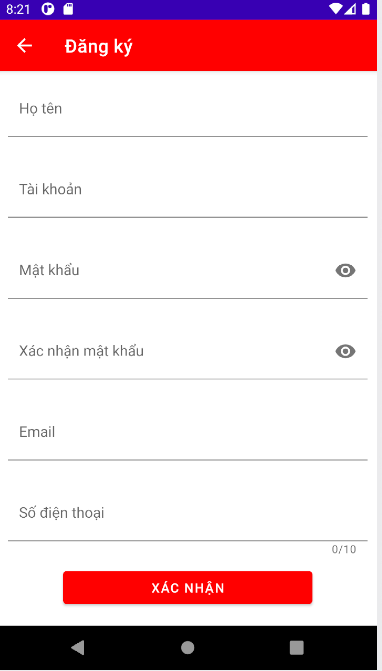 8:21
Đăng ký
Họ tên
Tài khoản
Mật khẩu
Xác nhận mật khẩu
Email
Số điện thoại
0/10
XÁC NHẬN